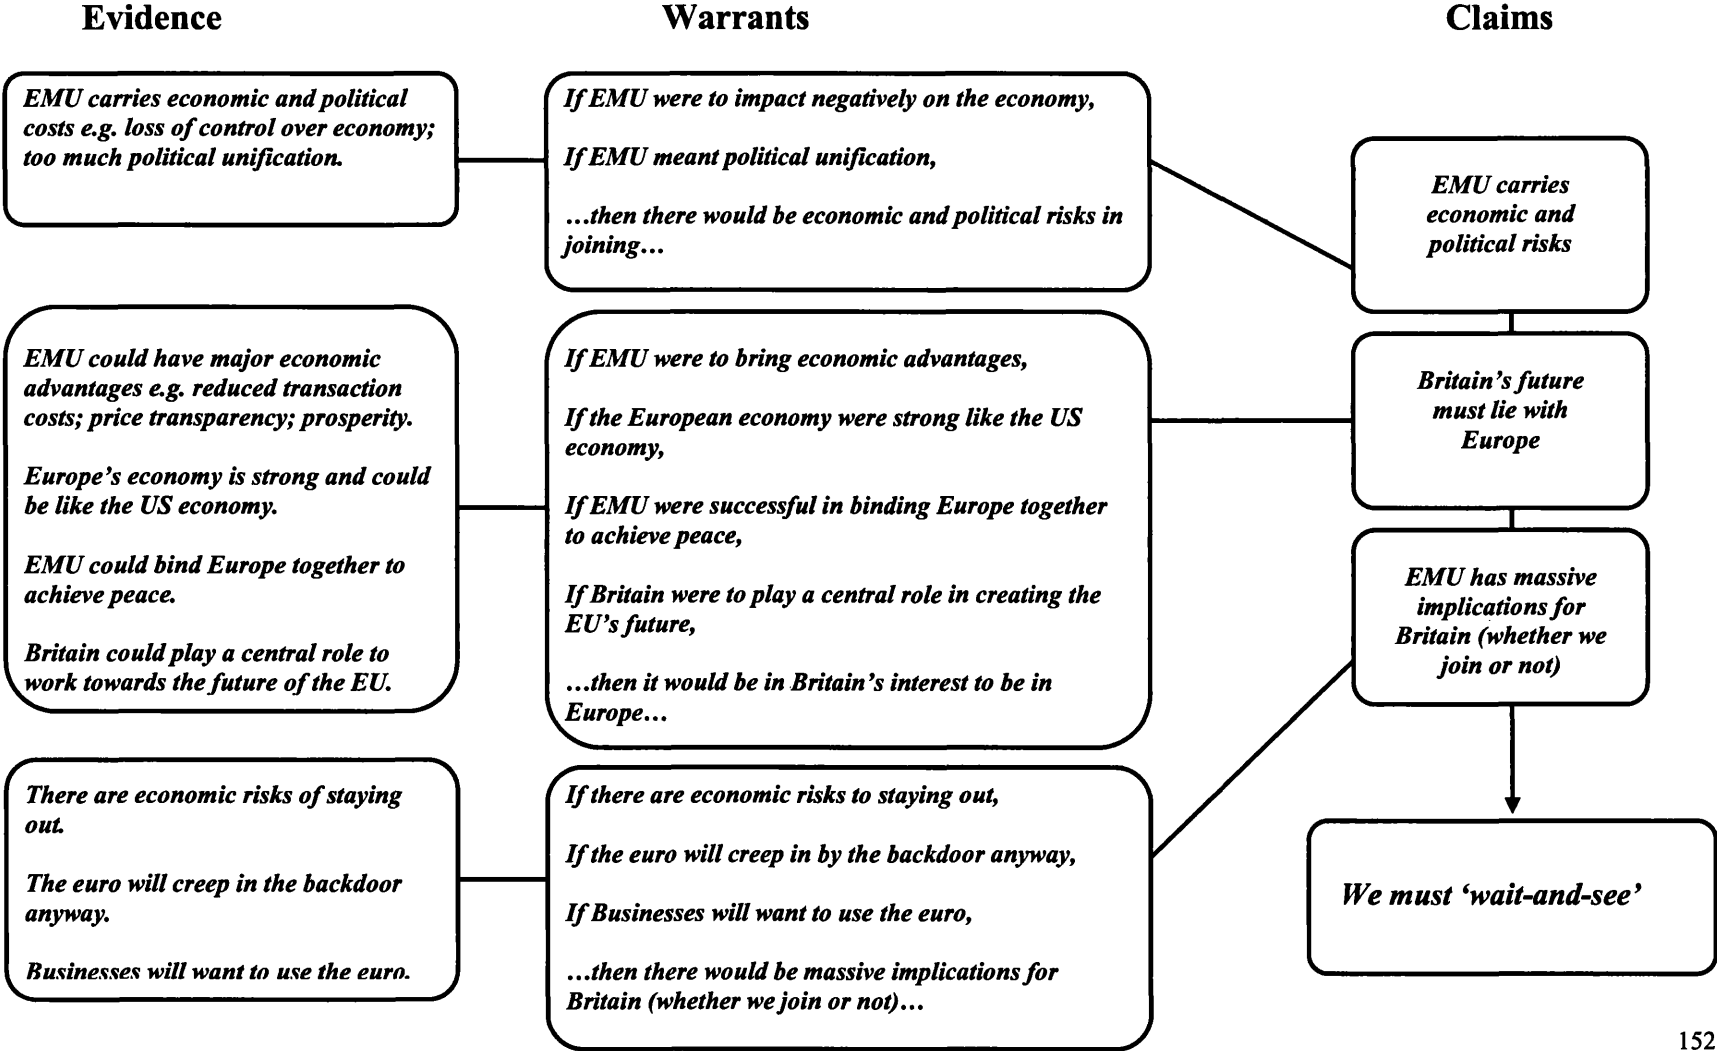 Evidence
Warrants
Claims
EMU carries economic and political
costs e.g. loss of control over economy;
too much political unification.
If EMU were to impact negatively on the economy,
If EMU meant political unification,
…then there would be economic and political risks in
joining…
EMU carries
economic and
political risks
EMU could have major economic
advantages e.g. reduced transaction
costs; price transparency; prosperity.
Europe's economy is strong and could
be like the US economy.
EMU could bind Europe together to
achieve peace.
Britain could play a central role to
work towards the future of the EU.
If EMU were to bring economic advantages,
If the European economy were strong like the US
economy,
If EMU were successful in binding Europe together
to achieve peace,
If Britain were to play a central role in creating the
EU's future,
…then it would be in Britain's interest to be in
Europe…
Britain's future
must lie with
Europe
EMU has massive
implications for
Britain (whether we
join or not)
There are economic risks of staying
out.
The euro will creep in the backdoor
anyway.
Businesses will want to use the euro.
If there are economic risks to staying out,
If the euro will creep in by the backdoor anyway,
If Businesses will want to use the euro,
…then there would be massive implications for
Britain (whether we join or not)…
We must 'wait-and-see'
152